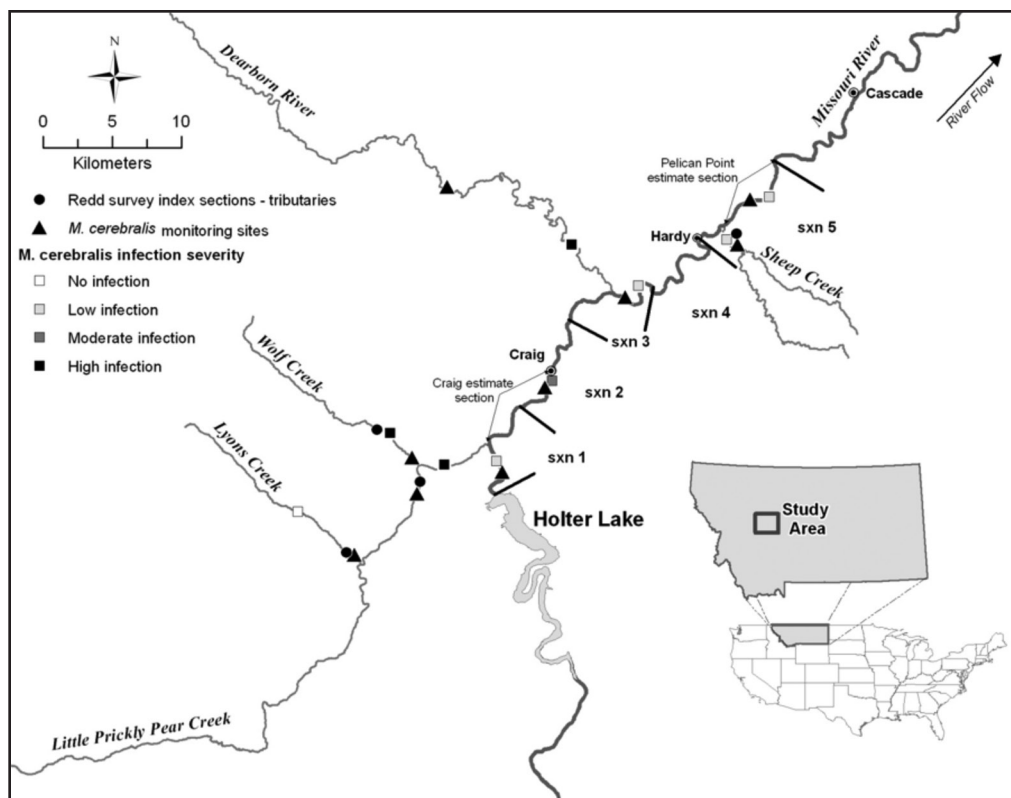 N
0 5 10
Kilometers
Redd survey index sections - tributaries
M. cerebralis monitoring sites
M. cerebralis infection severity
No infection
Low infection
Moderate infection
High infection
Dearborn River
Missouri River
Cascade
River Flow
Pelican Point
estimate section
Hardy
sxn 5
Sheep Creek
sxn 4
sxn 3
Craig
Craig estimate
section
sxn 2
sxn 1
Wolf Creek
Lyons Creek
Holter Lake
Little Prickly Pear Creek
Study
Area